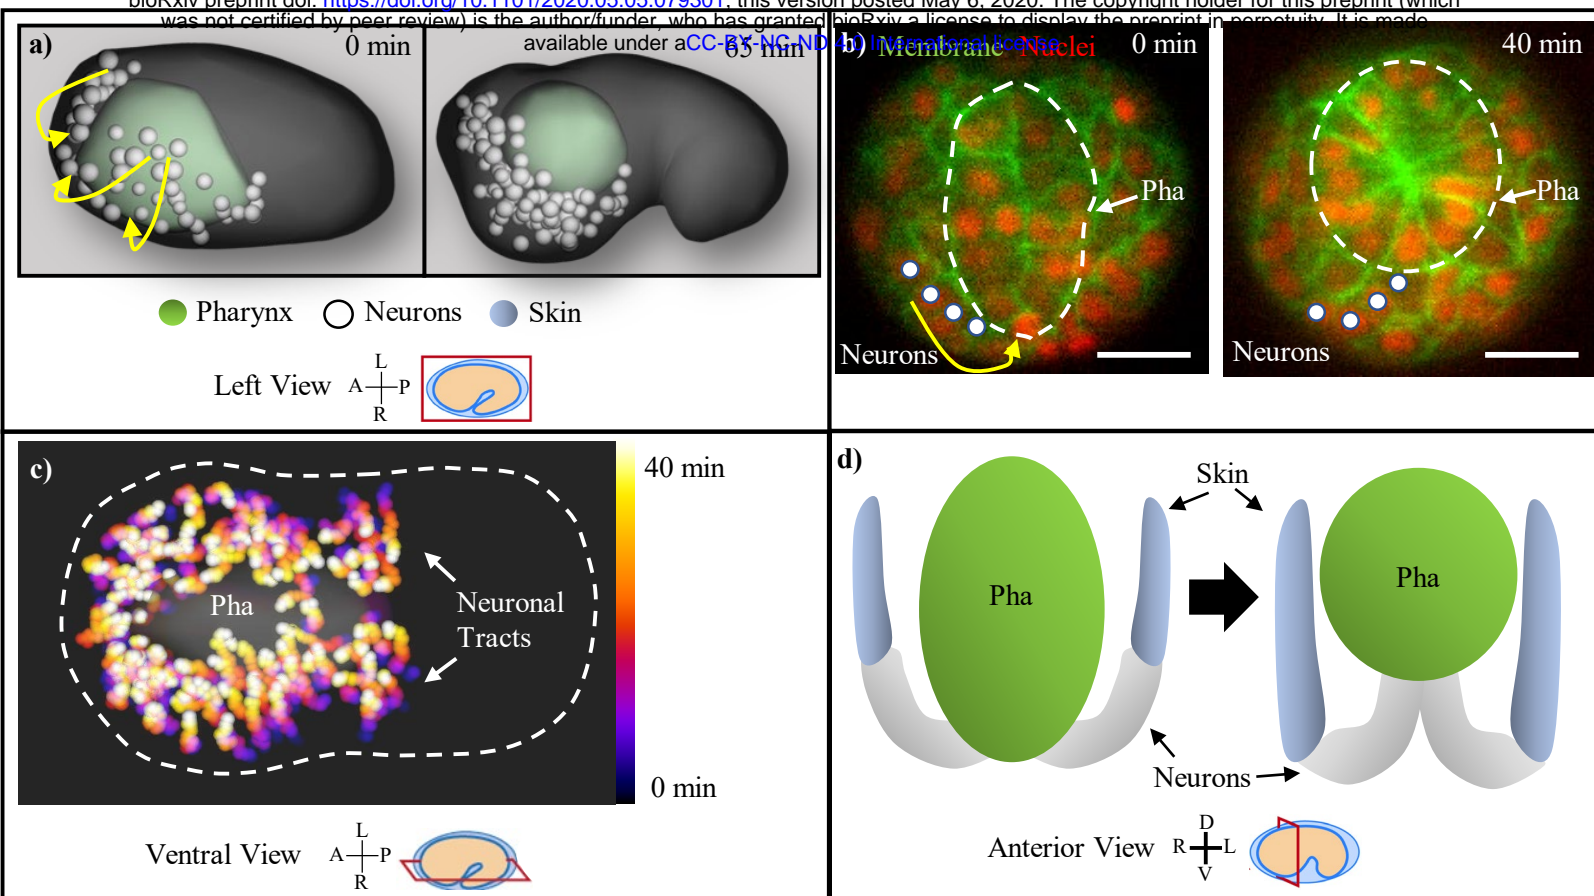 bioRxiv preprint doi: https://doi.org/10.1101/2020.05.05.079301; this version posted May 6, 2020. The copyright holder for this preprint (which
was not certified by peer review) is the author/funder, who has granted bioRxiv a license to display the preprint in perpetuity. It is made
available under aCC-BY-NC-ND 4.0 International license.
a)
0 min
65 min
Pharynx
Neurons
Skin
Left View
L
A
P
R
b)
Membrane
Nuclei
0 min
40 min
Pha
Pha
Neurons
Neurons
c)
40 min
Pha
Neuronal
Tracts
0 min
Ventral View
L
A
P
R
d)
Skin
Pha
Pha
Neurons
Anterior View
D
R
L
V